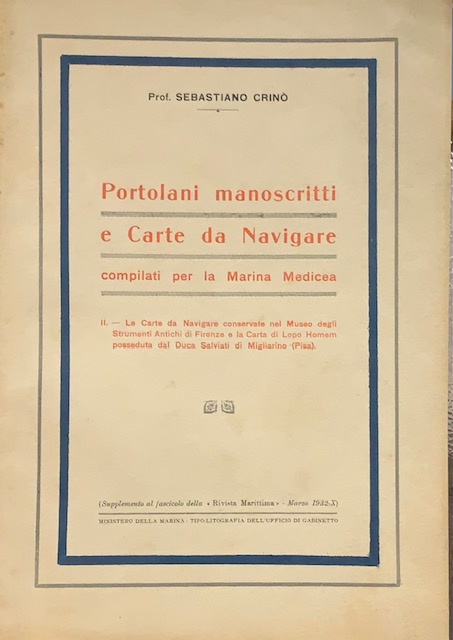 Prof. SEBASTIANO CRINÒ
Portolani manoscritti
e Carte da Navigare
compilati per la Marina Medicea
II. — Le Carte da Navigare conservate nel Museo degli
Strumenti Antichi di Firenze e la Carta di Lopo Homem
posseduta dal Duca Salviati di Migliarino (Pisa).
(Supplemento al fascicolo della « Rivista Marittima » - Marzo 1932-X)
MINISTERO DELLA MARINA - TIPO-LITOGRAFIA DELL'UFFICIO DI GABINETTO